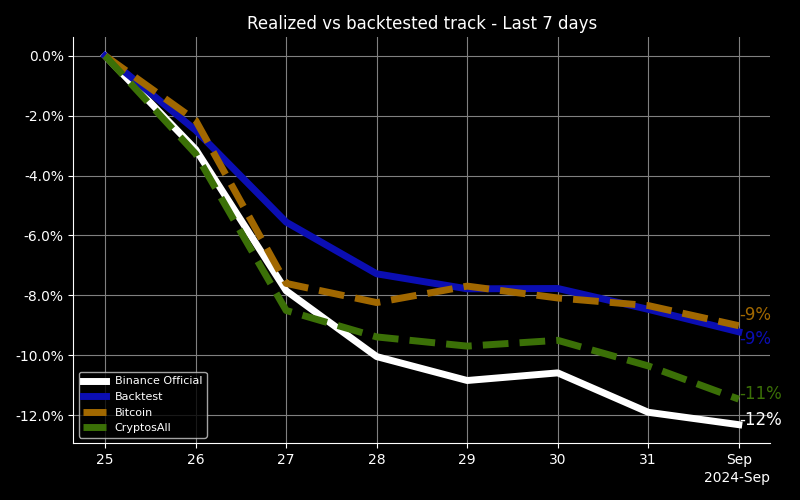 Realized vs backtested track - Last 7 days
0.0%
-2.0%
-4.0%
-6.0%
-8.0%
-10.0%
-12.0%
-9%
-9%
-11%
-12%
Binance Official
Backtest
Bitcoin
CryptosAll
25 26 27 28 29 30 31 Sep
2024-Sep